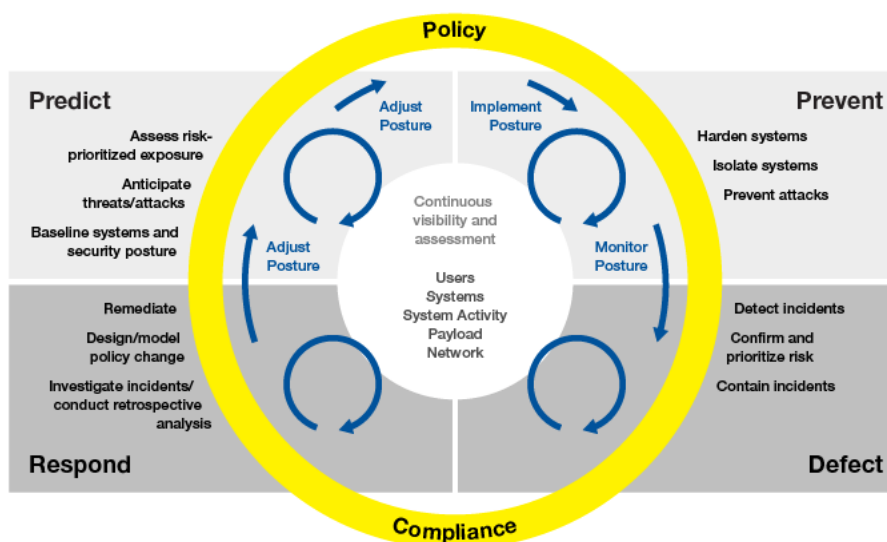 Policy
Predict
Assess risk-
prioritized exposure
Anticipate
threats/attacks
Baseline systems and
security posture
Adjust
Posture
Implement
Posture
Prevent
Harden systems
Isolate systems
Prevent attacks
Continuous
visibility and
assessment
Adjust
Posture
Monitor
Posture
Users
Systems
System Activity
Payload
Network
Remediate
Design/model
policy change
Investigate incidents/
conduct retrospective
analysis
Respond
Detect incidents
Confirm and
prioritize risk
Contain incidents
Defect
Compliance